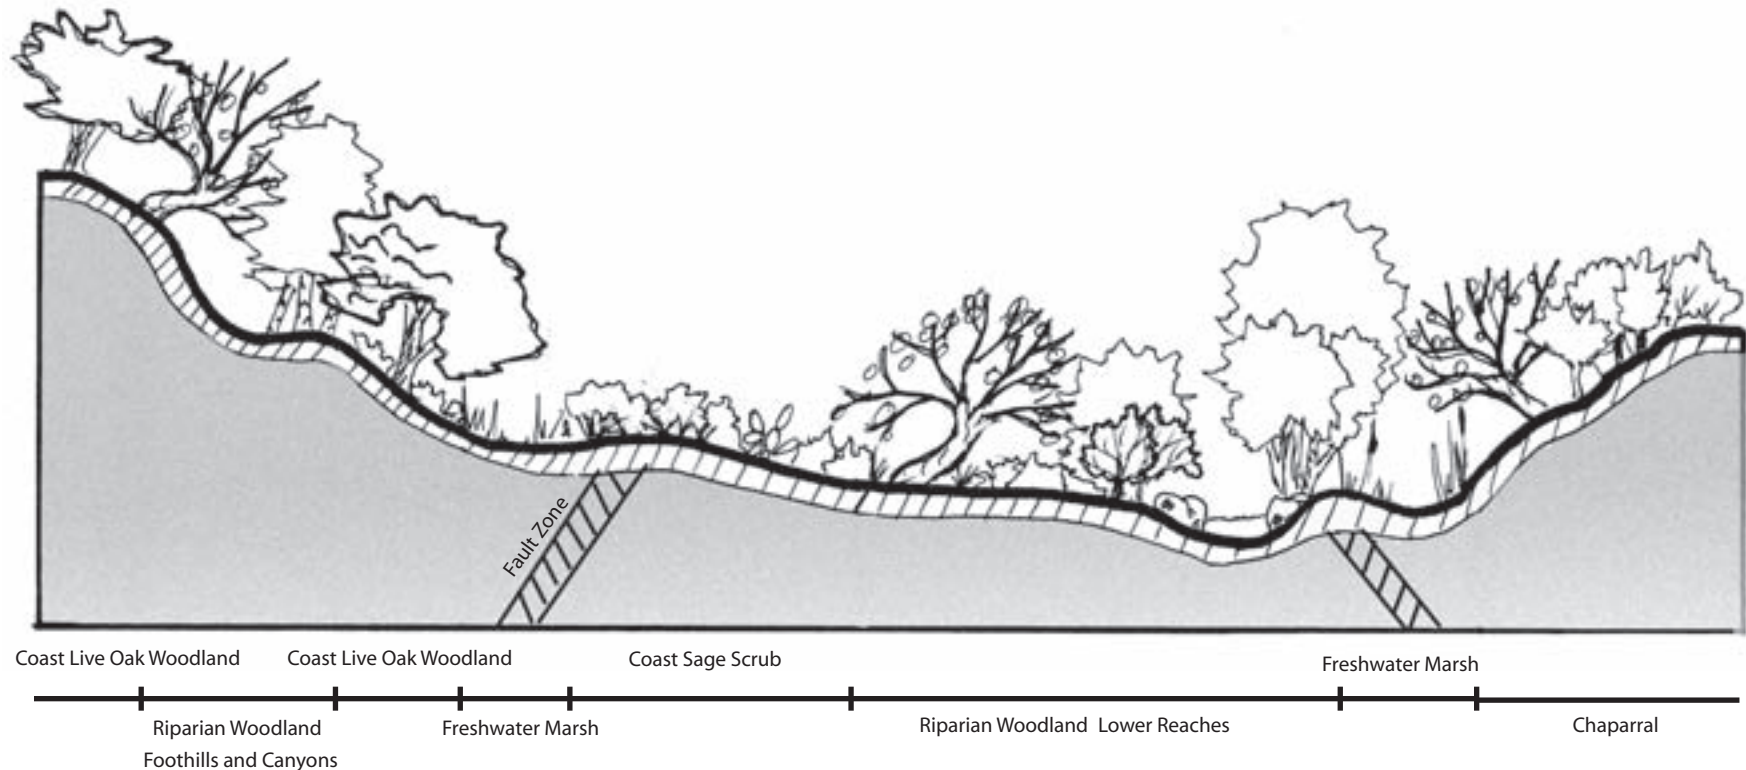 Fault Zone
Coast Live Oak Woodland
Coast Live Oak Woodland
Coast Sage Scrub
Freshwater Marsh
Riparian Woodland
Foothills and Canyons
Freshwater Marsh
Riparian Woodland Lower Reaches
Chaparral